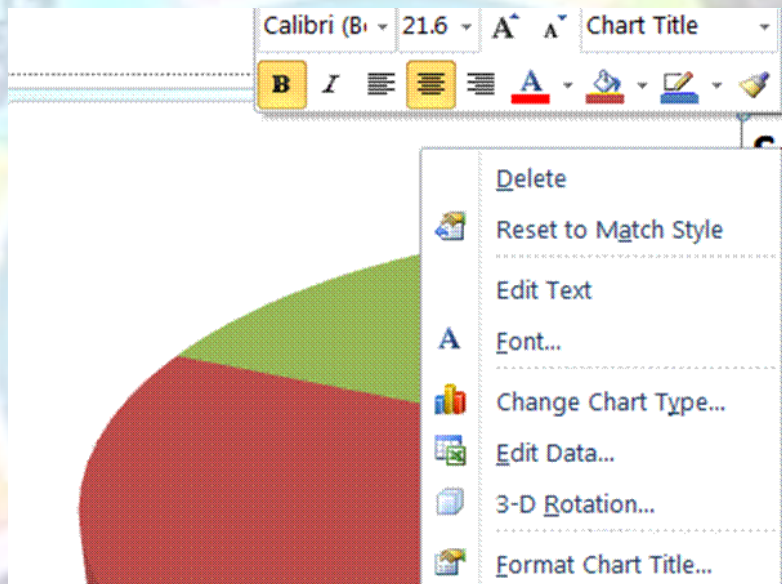 Calibri (B 21.6 A A Chart Title
B I A
Delete
Reset to Match Style
Edit Text
A Font...
Change Chart Type...
Edit Data...
3-D Rotation...
Format Chart Title...